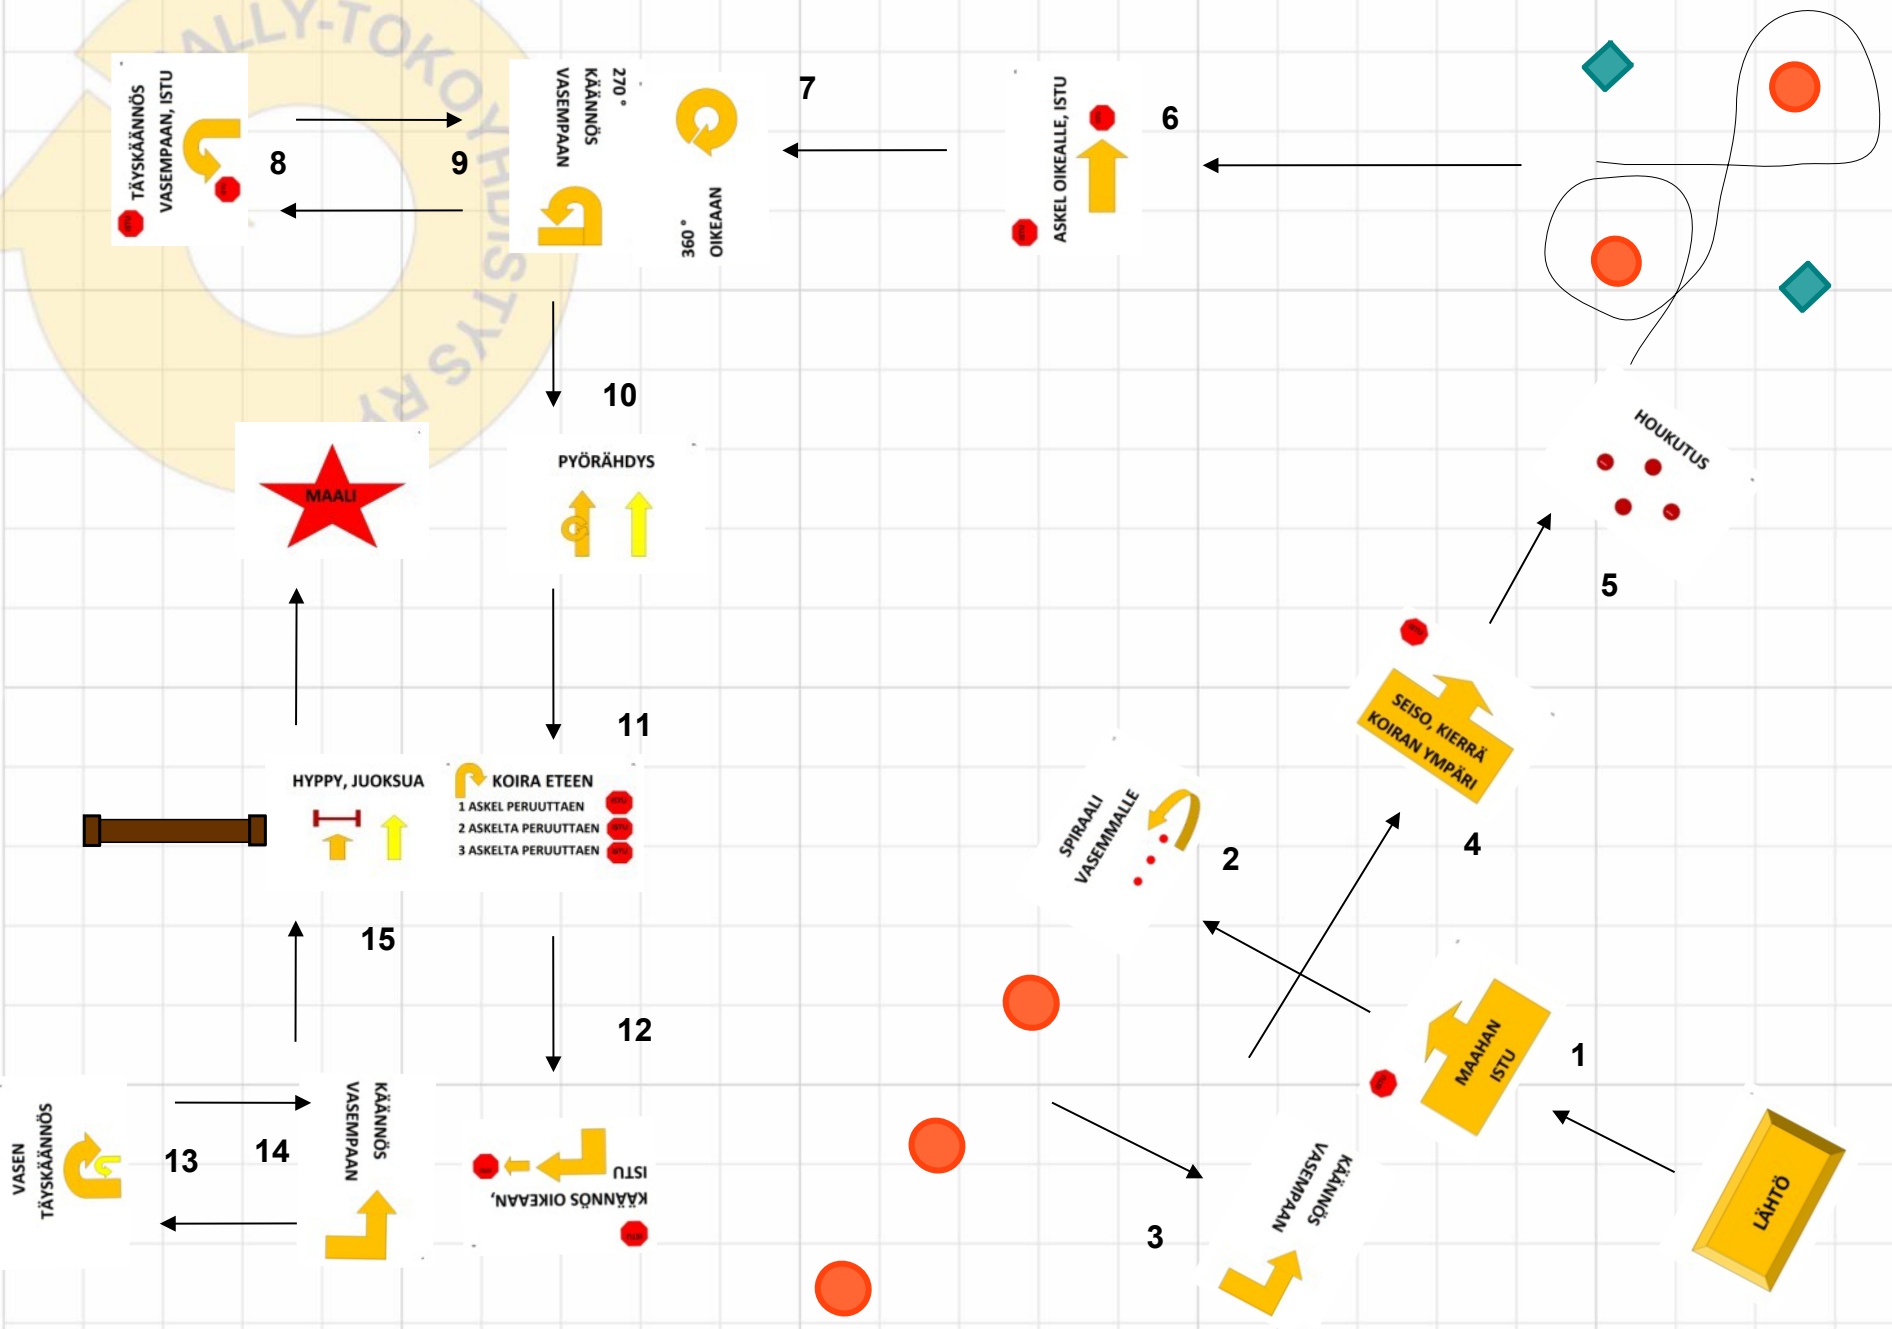 RALLY-TOKOYHDISTYS RY
LÄHTÖ
1
MAAHAN
ISTU
2
SPIRAALI
VASEMMALLE
3
KÄÄNNÖS
VASEMPAAN
4
SEISO, KIERRÄ
KOIRAN YMPÄRI
5
HOUKUTUS
6
ASKEL OIKEALLE, ISTU
7
360°
OIKEAAN
8
TÄYSKÄÄNNÖS
VASEMPAAN, ISTU
9
270°
KÄÄNNÖS
VASEMPAAN
10
PYÖRÄHDYS
11
KOIRA ETEEN
1 ASKEL PERUUTTAEN
2 ASKELTA PERUUTTAEN
3 ASKELTA PERUUTTAEN
12
KÄÄNNÖS OIKEAAN,
ISTU
13
VASEN
TÄYSKÄÄNNÖS
14
KÄÄNNÖS
VASEMPAAN
15
HYPPY, JUOKSUA
MAALI